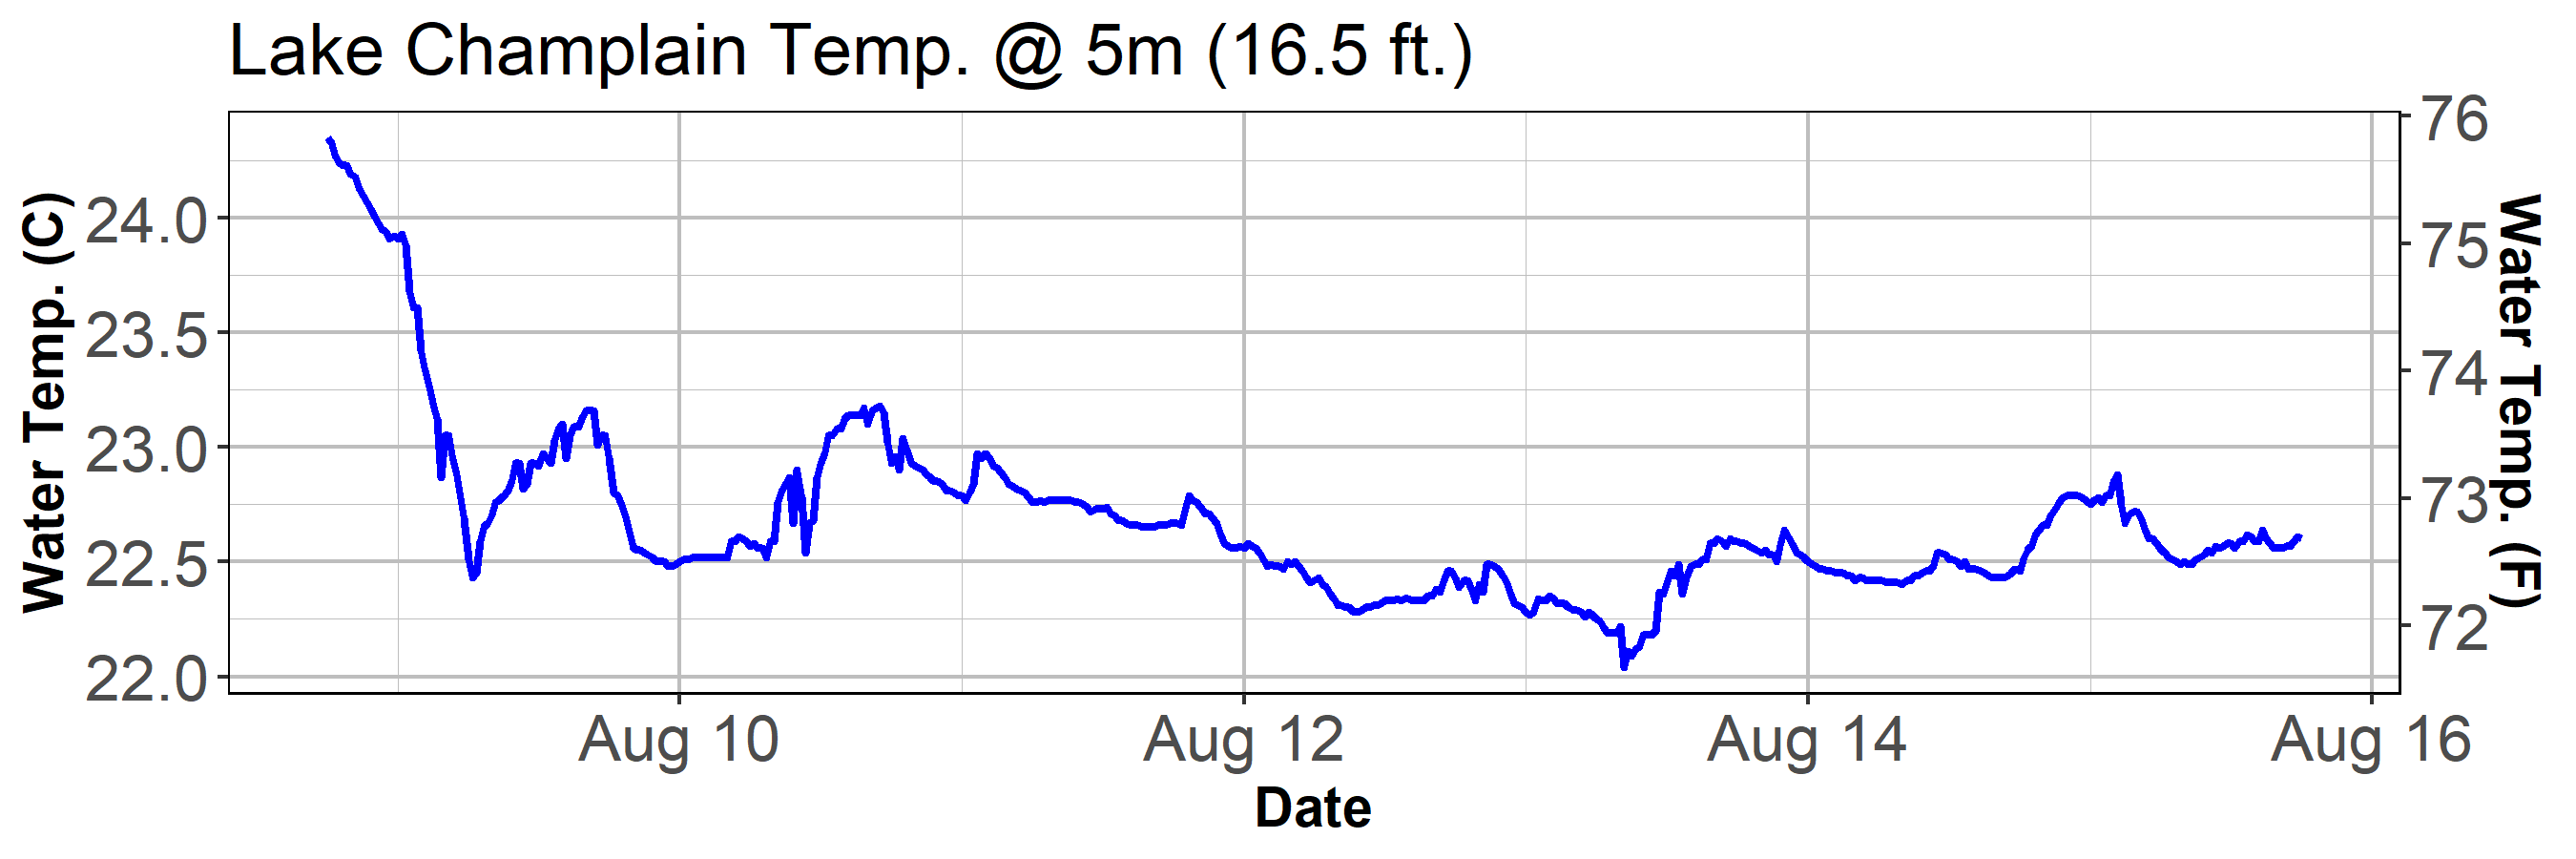 Lake Champlain Temp. @ 5m (16.5 ft.)
Water Temp. (C)
24.0
23.5
23.0
22.5
22.0
76
75
74
73
72
Water Temp. (F)
Aug 10
Aug 12
Aug 14
Aug 16
Date